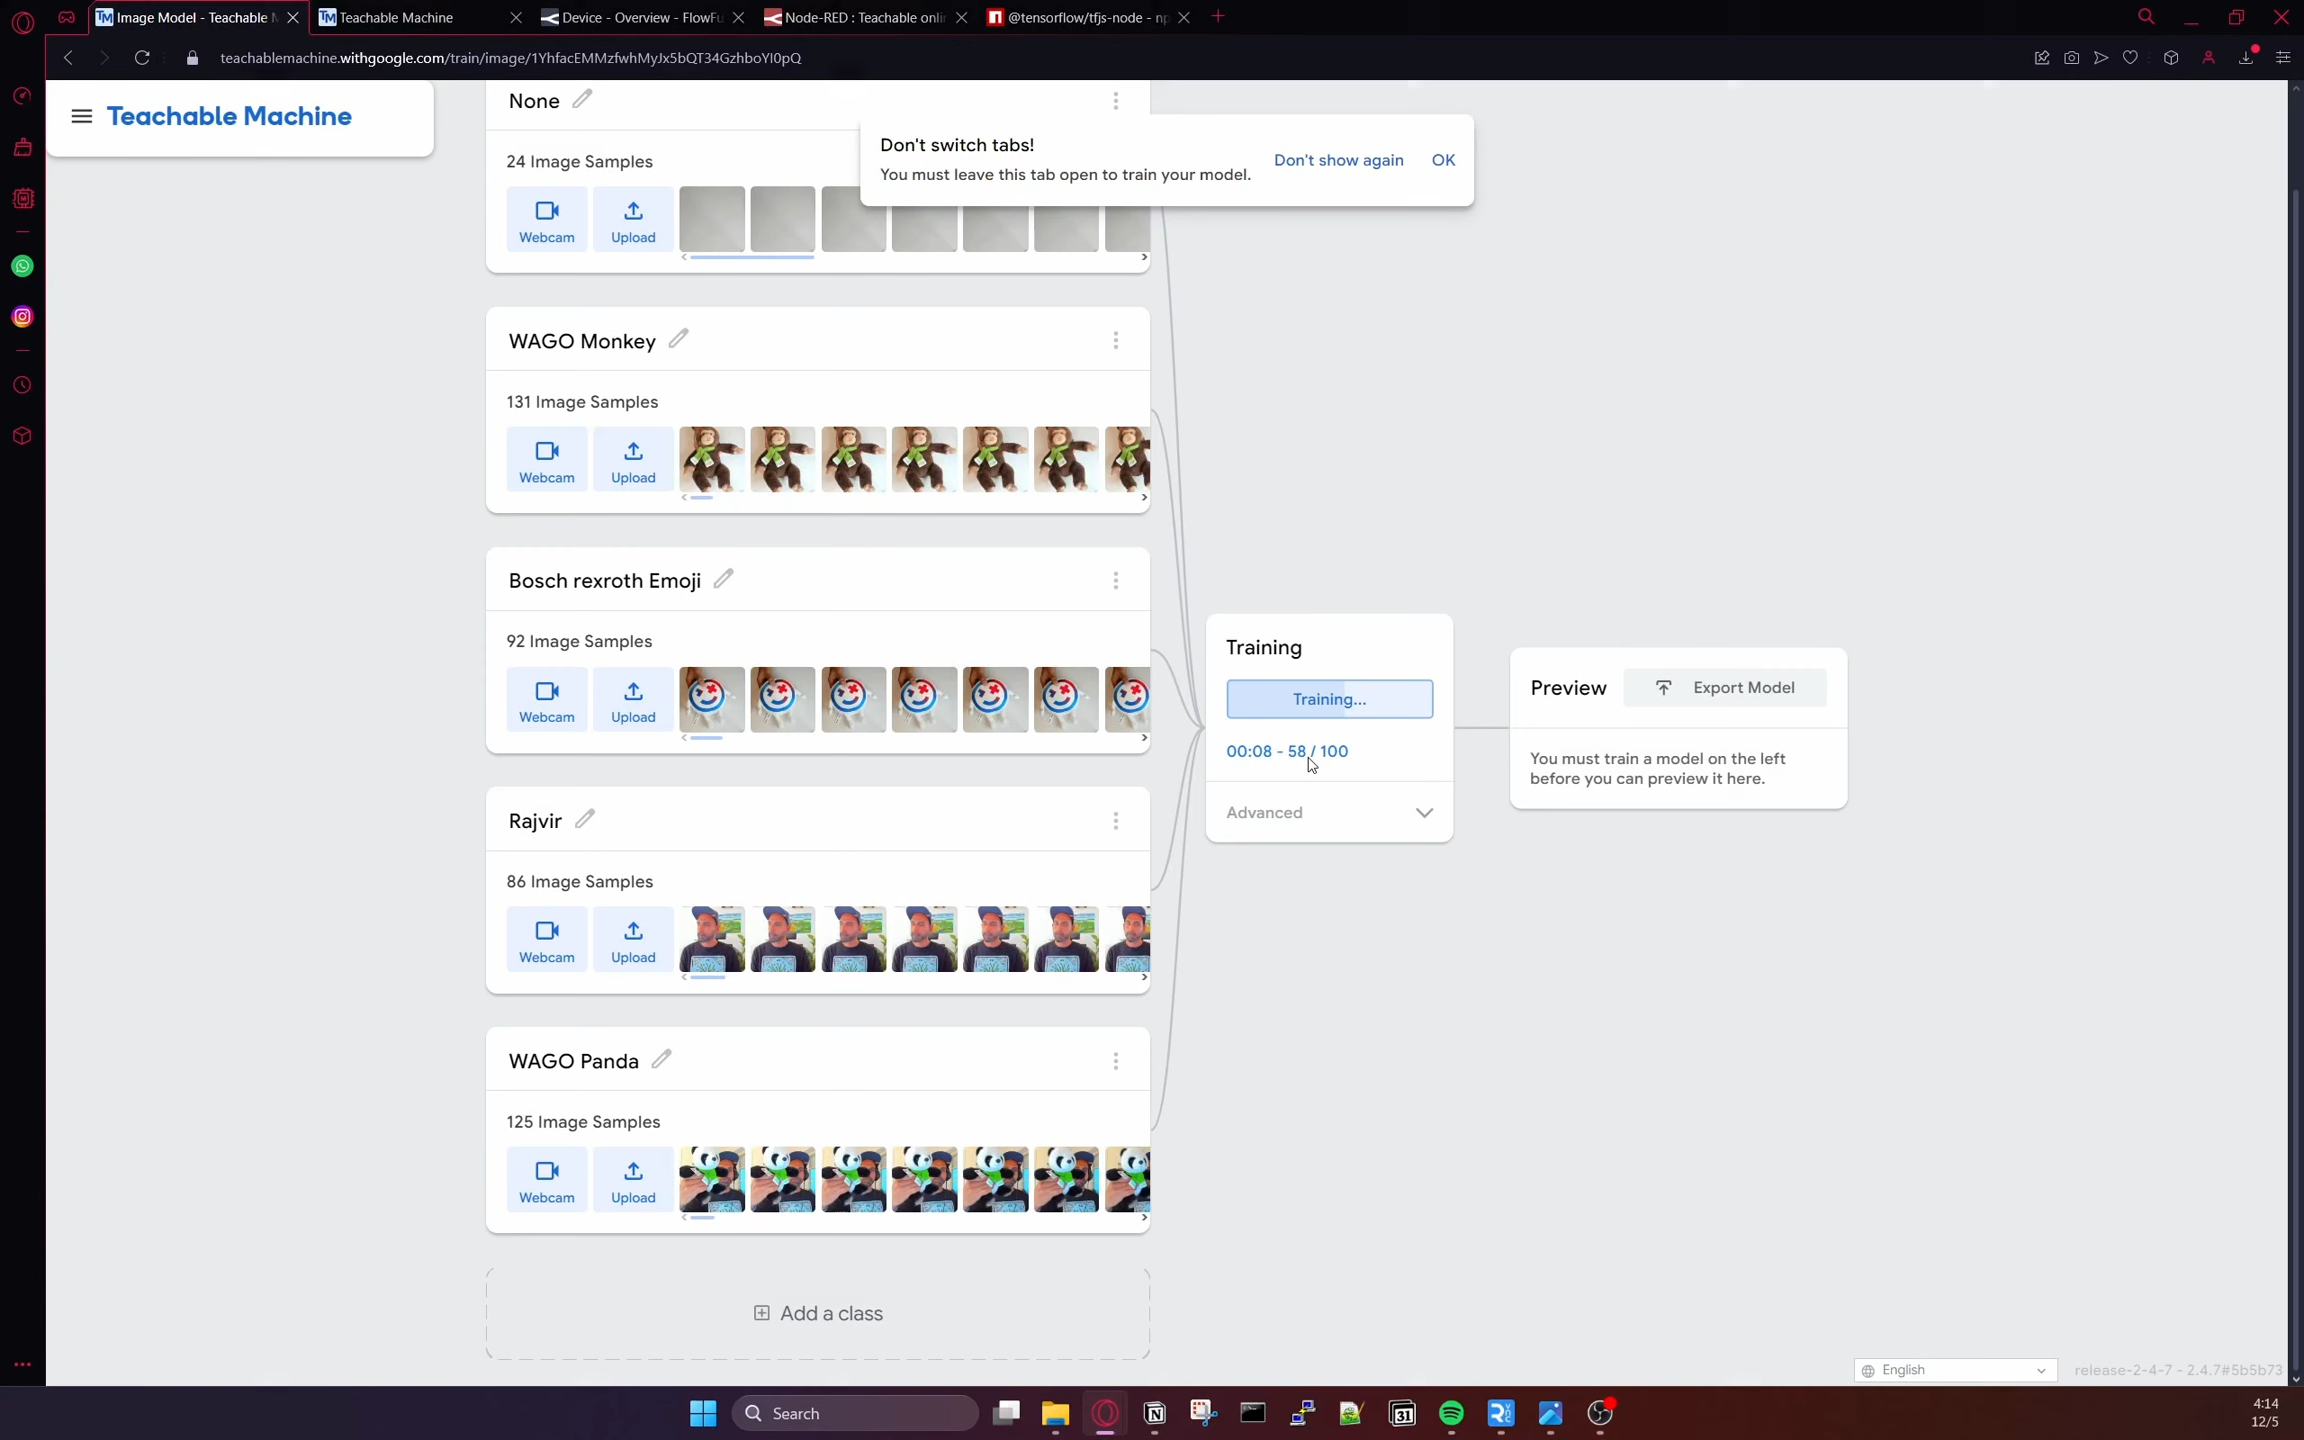 Image Model - Teachable M
Teachable Machine
Device - Overview - FlowFu
Node-RED : Teachable onli
@tensorflow/tfjs-node - np
teachablemachine.withgoogle.com/train/image/1YhfacEMMzfwhMyJx5bQT34GzhboYI0pQ
Teachable Machine
None
Don't switch tabs!
You must leave this tab open to train your model.
Don't show again
OK
24 Image Samples
Webcam
Upload
WAGO Monkey
131 Image Samples
Webcam
Upload
Bosch rexroth Emoji
92 Image Samples
Webcam
Upload
Training
Training...
00:08 - 58 / 100
Advanced
Preview
Export Model
You must train a model on the left
before you can preview it here.
Rajvir
86 Image Samples
Webcam
Upload
WAGO Panda
125 Image Samples
Webcam
Upload
Add a class
English
release-2-4-7 - 2.4.7#5b5b73
Search
31
4:14
12/5